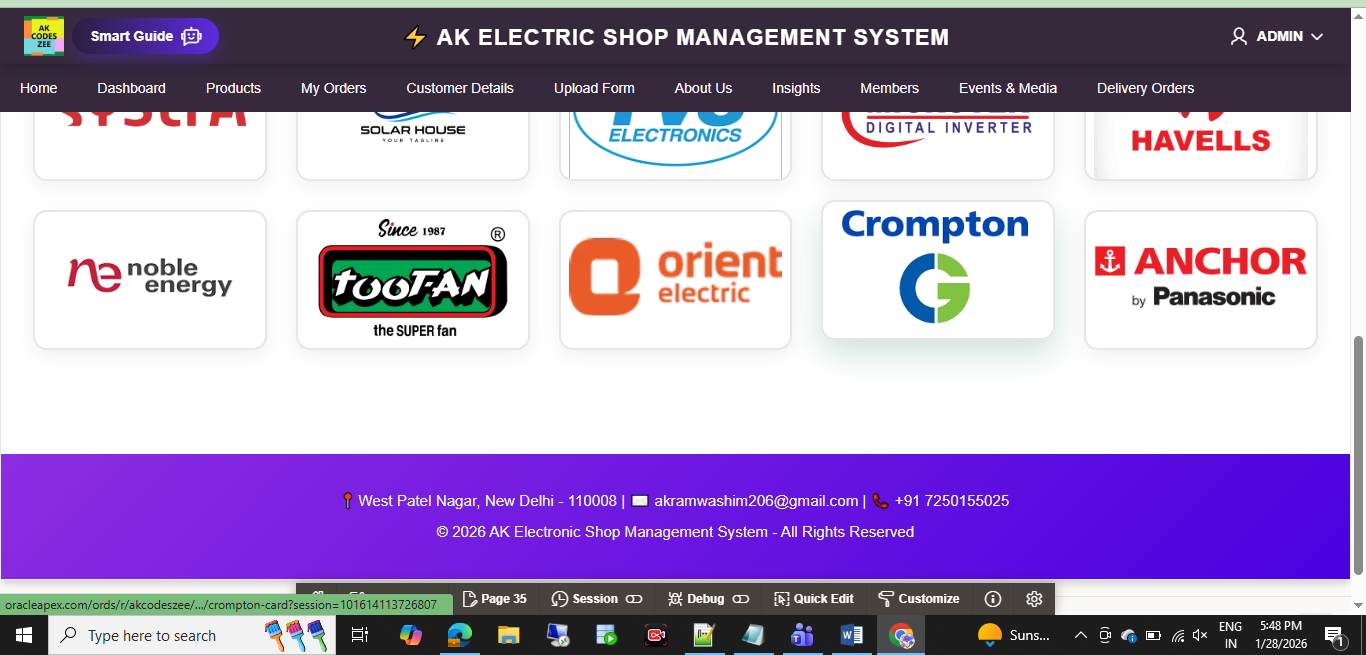 AK
CODES
ZEE
Smart Guide
⚡ AK ELECTRIC SHOP MANAGEMENT SYSTEM
ADMIN
Home Dashboard Products My Orders Customer Details Upload Form About Us Insights Members Events & Media Delivery Orders
SOLAR HOUSE
YOUR TAGLINE
ELECTRONICS
DIGITAL INVERTER
HAVELLS
noble
energy
Since 1987
®
TOOFAN
the SUPER fan
orient
electric
Crompton
ANCHOR
by Panasonic
📍 West Patel Nagar, New Delhi - 110008 | ✉️ akramwashim206@gmail.com | 📞 +91 7250155025
© 2026 AK Electronic Shop Management System - All Rights Reserved
Page 35 Session Debug Quick Edit Customize
oracleapex.com/ords/r/akcodeszee/.../crompton-card?session=101614113726807
Type here to search
Suns...
ENG
IN
5:48 PM
1/28/2026
1